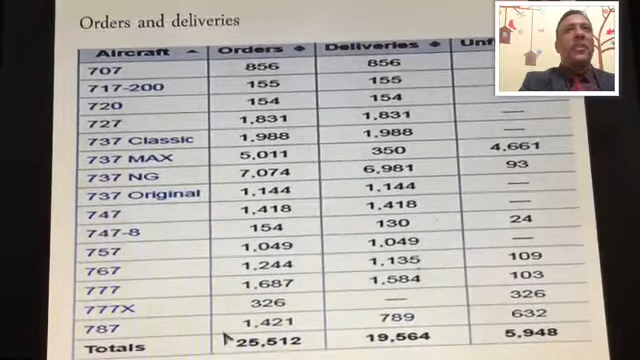 Orders and deliveries
Aircraft Orders Deliveries
707 856 856
717-200 155 155
720 154 154
727 1,831 1,831 —
737 Classic 1,988 1,988 —
737 MAX 5,011 350 4,661
737 NG 7,074 6,981 93
737 Original 1,144 1,144 —
747 1,418 1,418 —
747-8 154 130 24
757 1,049 1,049 —
767 1,244 1,135 109
777 1,687 1,584 103
777X 326 — 326
787 1,421 789 632
Totals 25,512 19,564 5,948